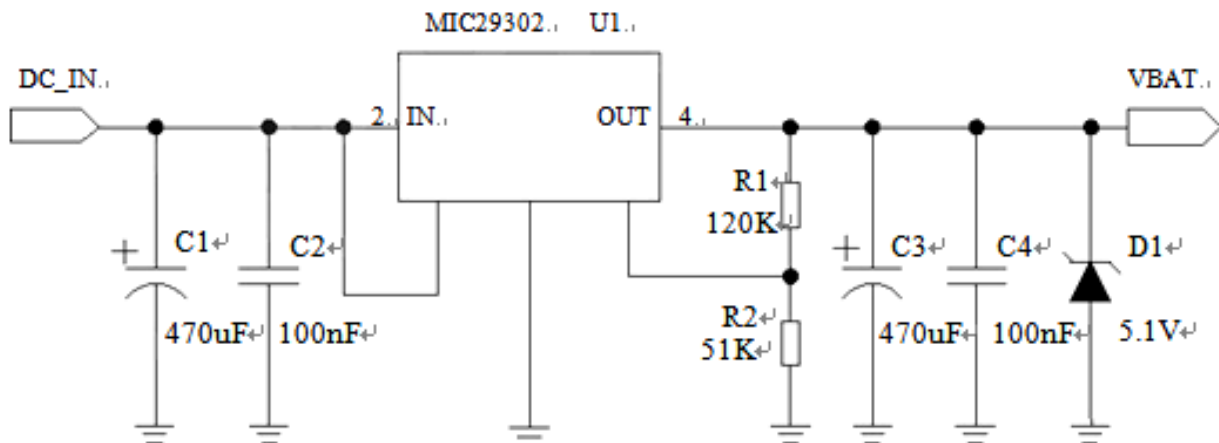 MIC29302. U1.
DC_IN.
VBAT.
2. IN. OUT 4.
R1↵
120K↵
C1↵ C2↵ C3↵ C4↵ D1↵
R2↵
470uF↵ 100nF↵ 51K↵ 470uF↵ 100nF↵ 5.1V↵